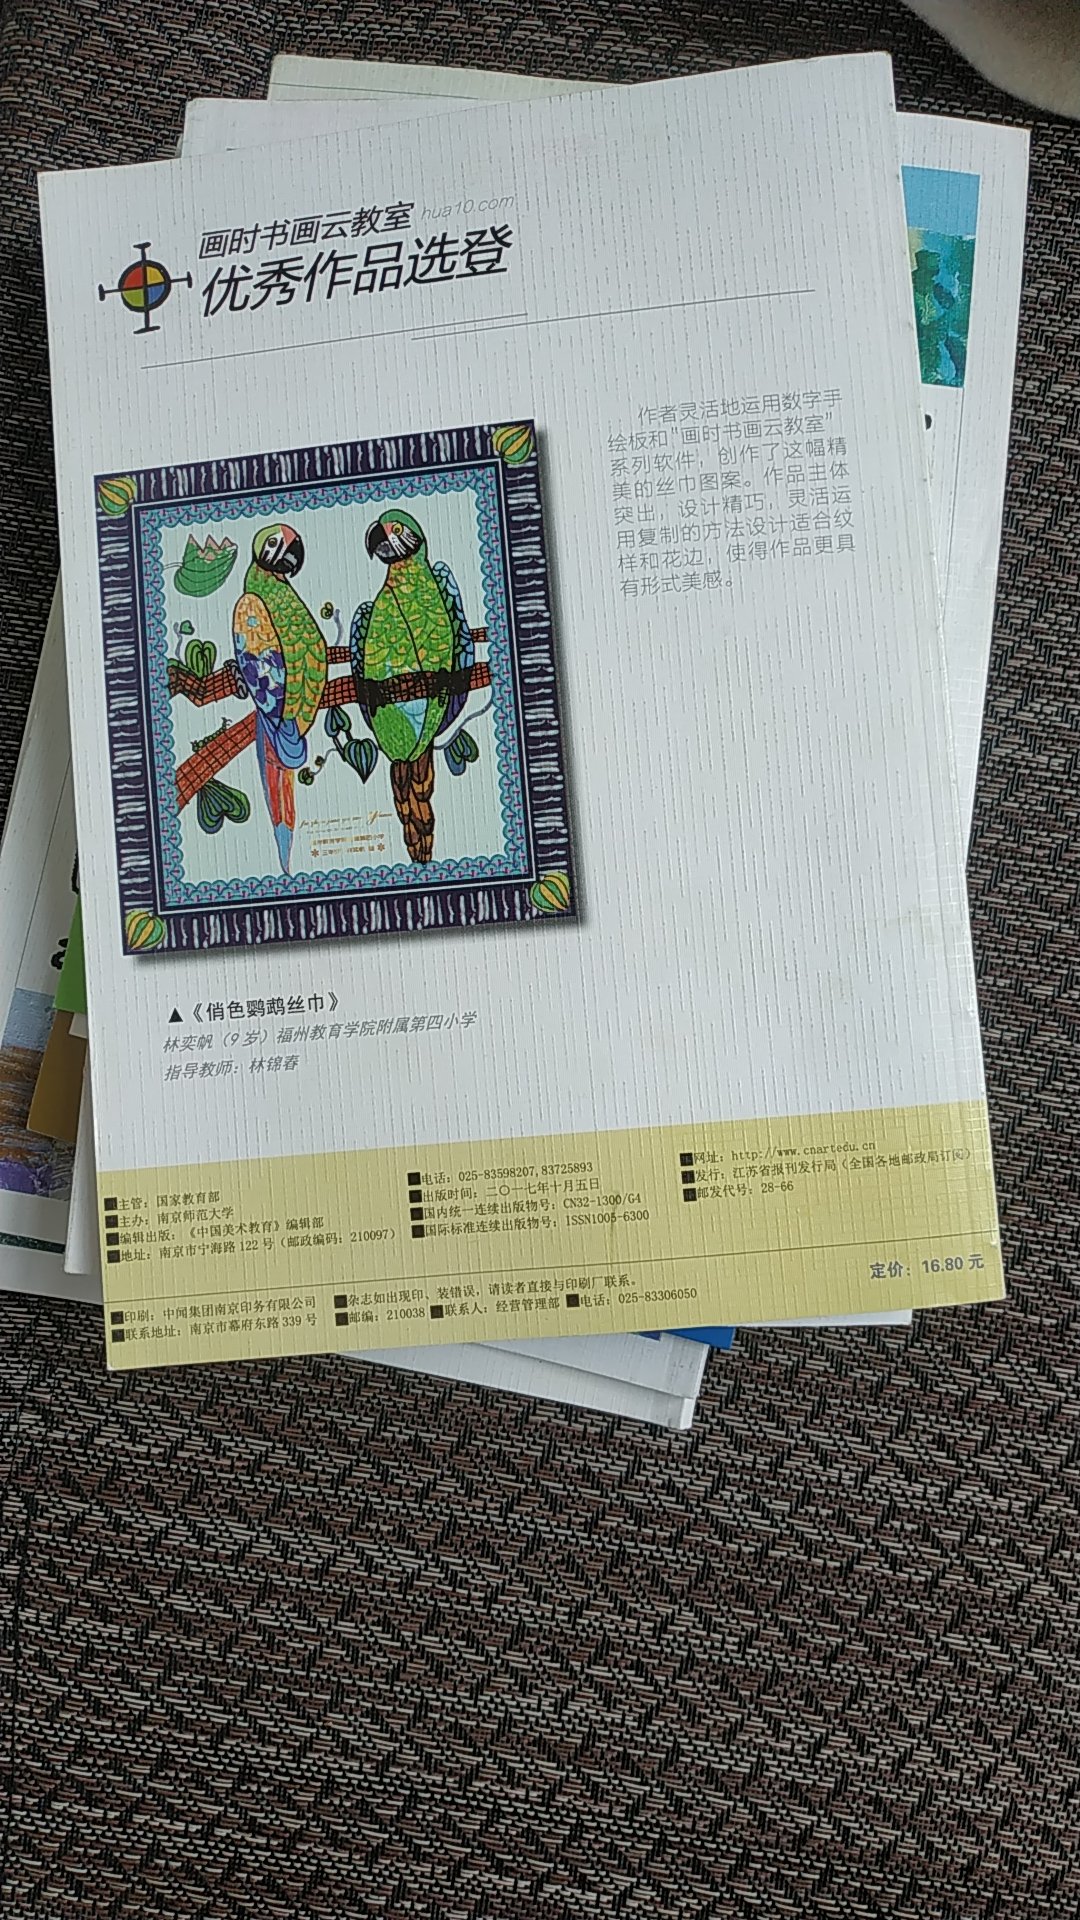 画时书画云教室 hua10.com
优秀作品选登
作者灵活地运用数字手
绘板和"画时书画云教室"
系列软件，创作了这幅精
美的丝巾图案。作品主体
突出，设计精巧，灵活运
用复制的方法设计适合纹
样和花边，使得作品更具
有形式美感。
▲《俏色鹦鹉丝巾》
林奕帆（9岁）福州教育学院附属第四小学
指导教师：林锦春
■主管：国家教育部
■主办：南京师范大学
■编辑出版：《中国美术教育》编辑部
■地址：南京市宁海路 122 号（邮政编码：210097）
■电话：025-83598207,83725893
■出版时间：二〇一七年十月五日
■国内统一连续出版物号：CN32-1300/G4
■国际标准连续出版物号：ISSN1005-6300
■网址：http://www.cnartedu.cn
■发行：江苏省报刊发行局（全国各地邮政局订阅）
■邮发代号：28-66
定价：16.80 元
■印刷：中闻集团南京印务有限公司
■联系地址：南京市幕府东路 339 号
■杂志如出现印、装错误，请读者直接与印刷厂联系。
■邮编：210038 ■联系人：经营管理部 ■电话：025-83306050